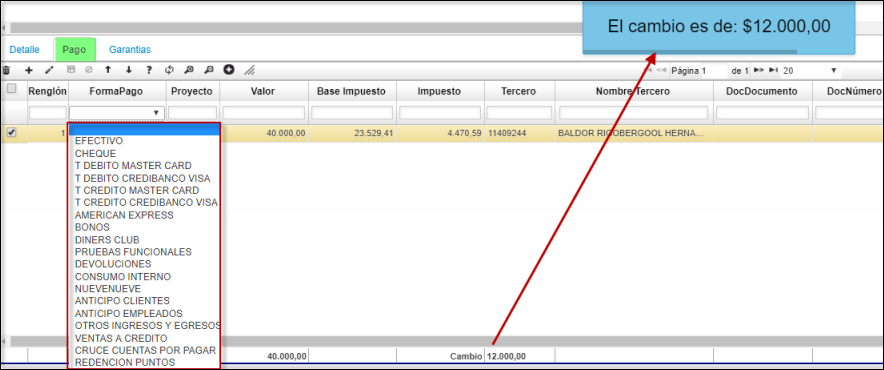 El cambio es de: $12.000,00
Detalle Pago Garantias
Página 1 de 1 20
Renglón FormaPago Proyecto Valor Base Impuesto Impuesto Tercero Nombre Tercero DocDocumento DocNúmero
1 40.000,00 23.529,41 4.470,59 11409244 BALDOR RIGOBERGOOL HERNA...
EFECTIVO
CHEQUE
T DEBITO MASTER CARD
T DEBITO CREDIBANCO VISA
T CREDITO MASTER CARD
T CREDITO CREDIBANCO VISA
AMERICAN EXPRESS
BONOS
DINERS CLUB
PRUEBAS FUNCIONALES
DEVOLUCIONES
CONSUMO INTERNO
NUEVENUEVE
ANTICIPO CLIENTES
ANTICIPO EMPLEADOS
OTROS INGRESOS Y EGRESOS
VENTAS A CREDITO
CRUCE CUENTAS POR PAGAR
REDENCION PUNTOS
40.000,00 Cambio 12.000,00